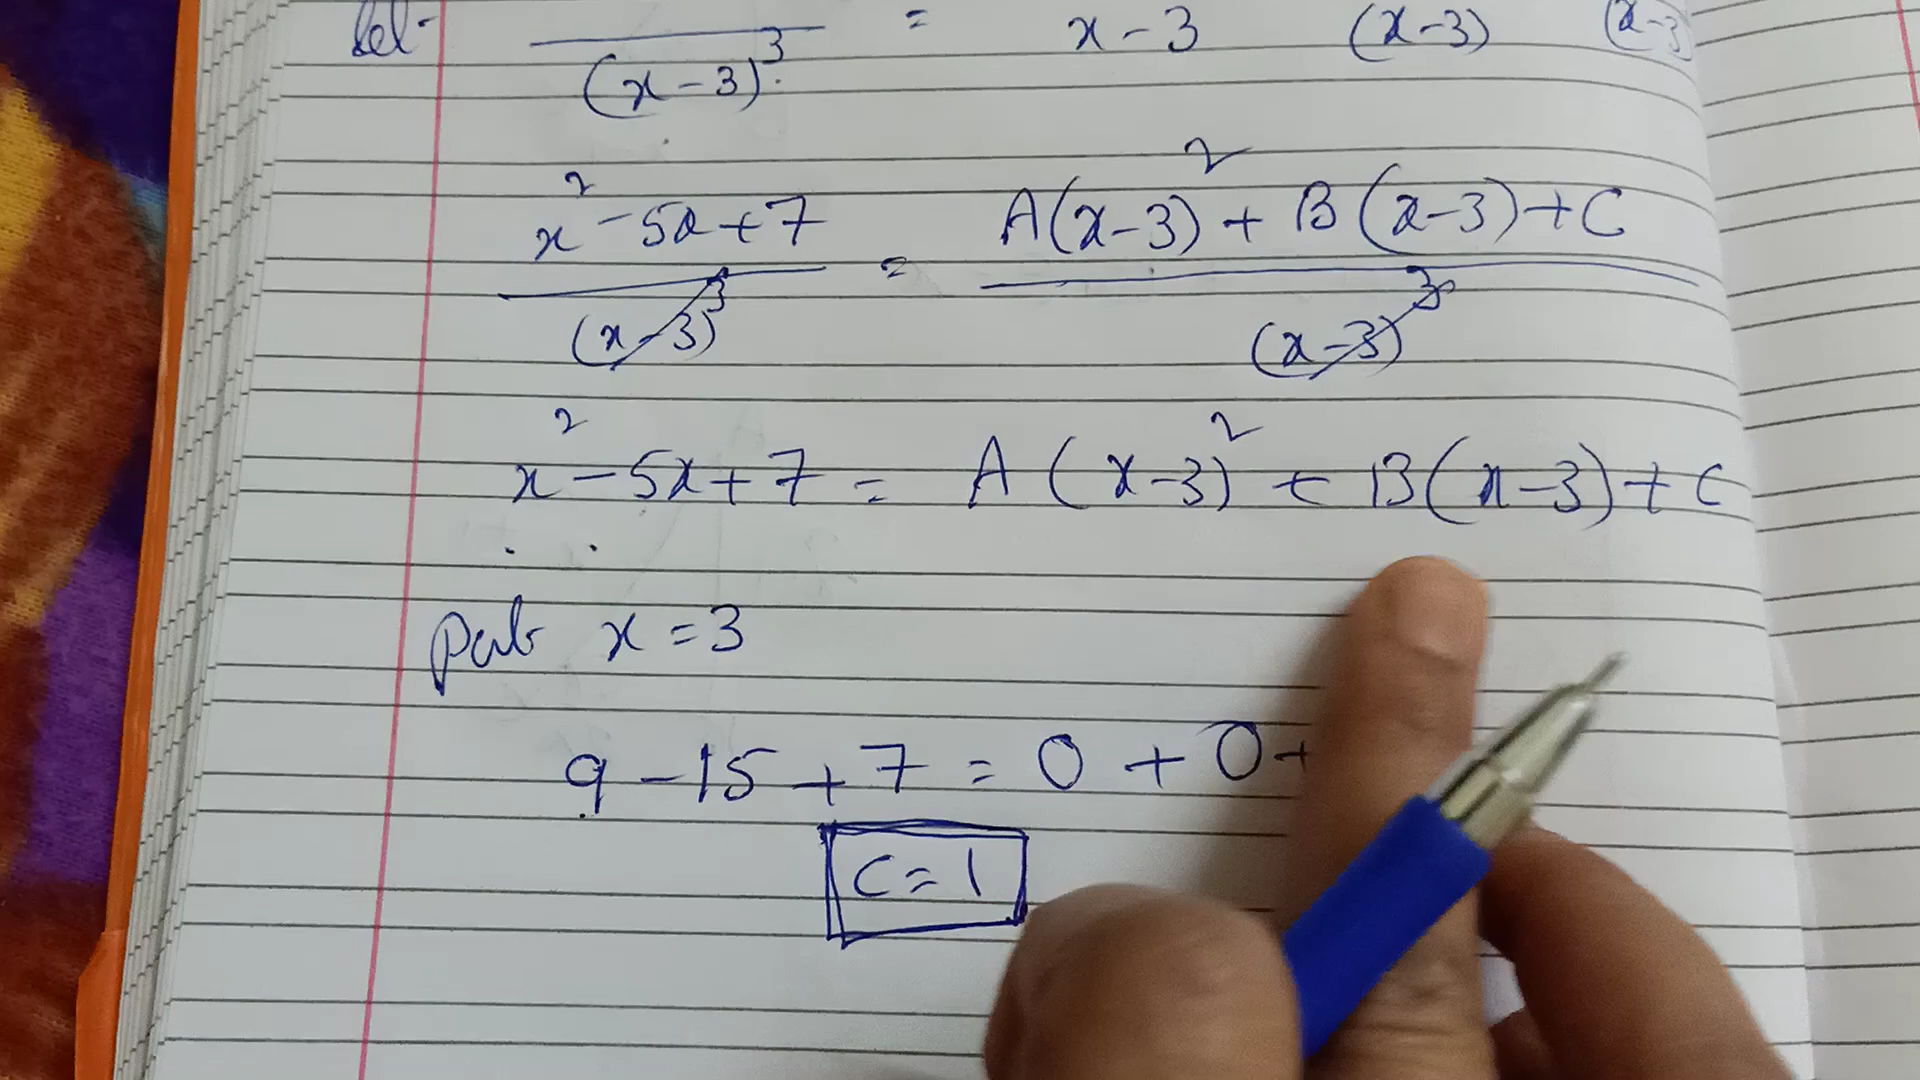 Sol-
= x-3 (x-3) (x-3)
(x-3)³
x²-5x+7 = A(x-3)²+B(x-3)+C
(x-3)³ (x-3)³
x²-5x+7 = A(x-3)²+B(x-3)+C
Put x=3
9-15+7 = 0+0+
C=1